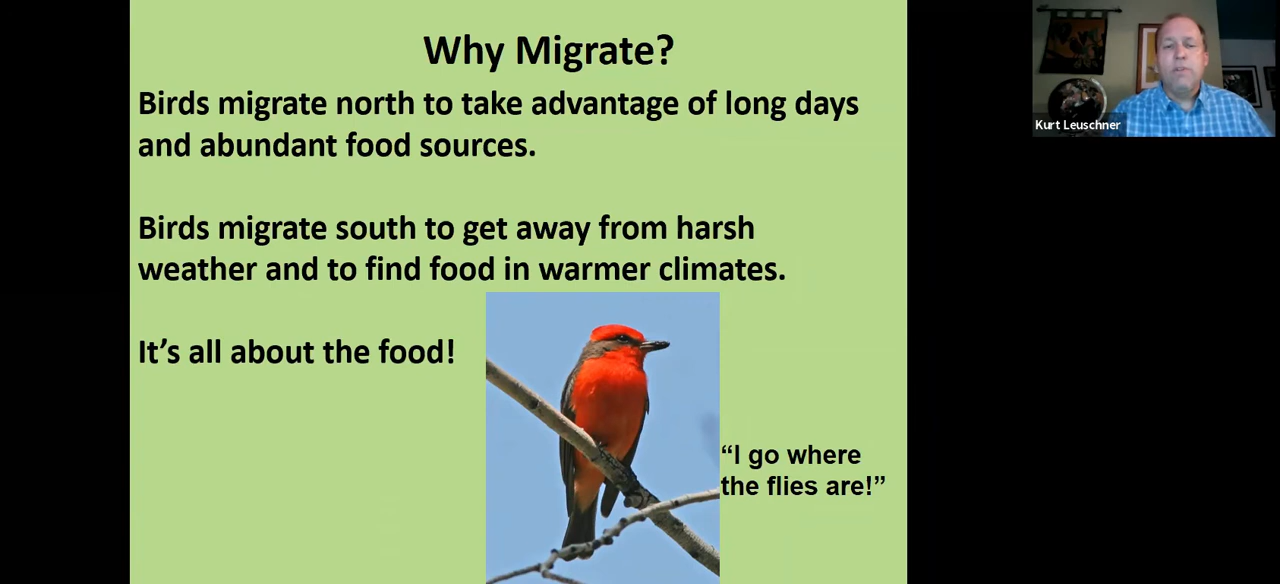 Why Migrate?
Birds migrate north to take advantage of long days
and abundant food sources.
Birds migrate south to get away from harsh
weather and to find food in warmer climates.
It’s all about the food!
“I go where
the flies are!”
Kurt Leuschner